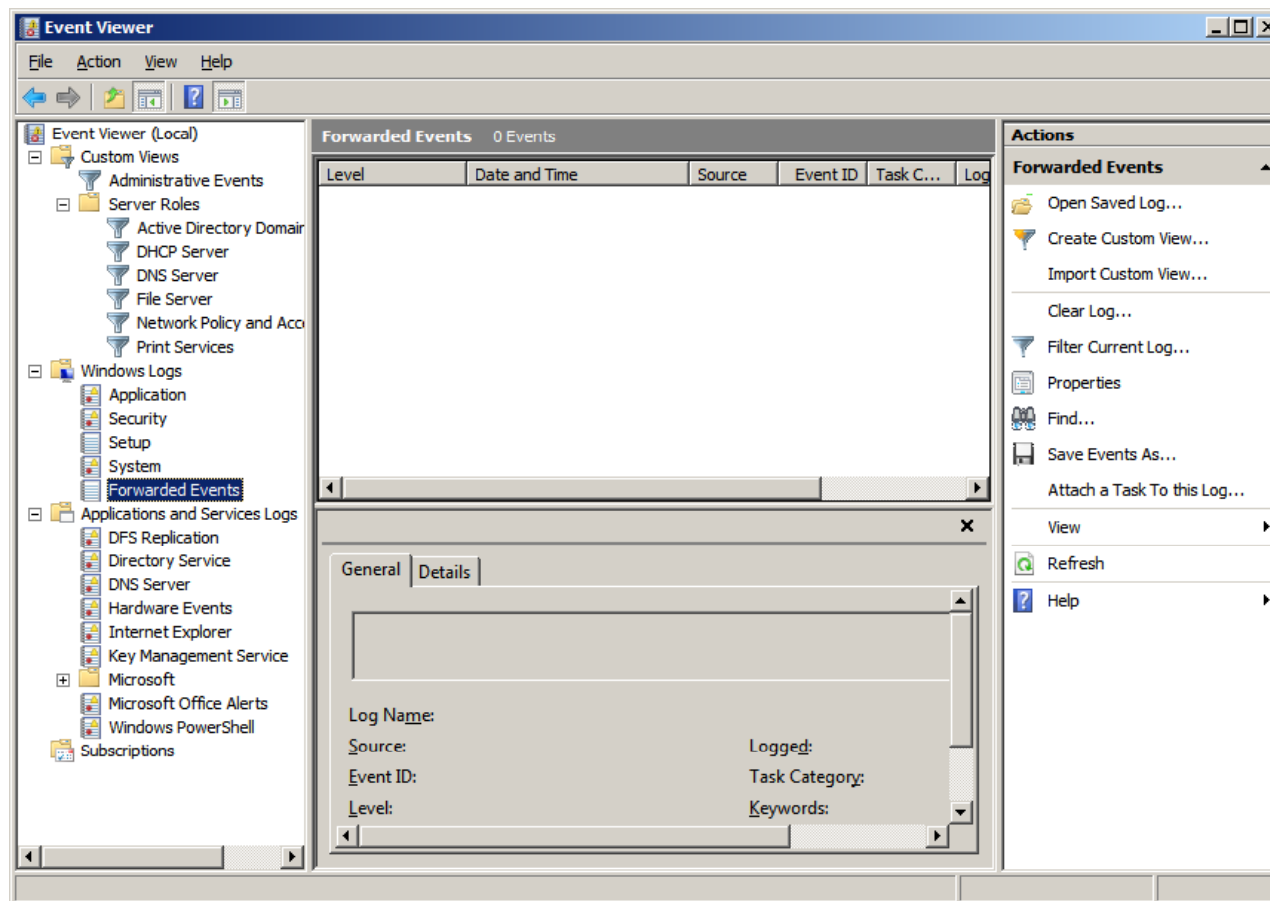 Event Viewer
File Action View Help
Event Viewer (Local)
Custom Views
Administrative Events
Server Roles
Active Directory Domair
DHCP Server
DNS Server
File Server
Network Policy and Acc
Print Services
Windows Logs
Application
Security
Setup
System
Forwarded Events
Applications and Services Logs
DFS Replication
Directory Service
DNS Server
Hardware Events
Internet Explorer
Key Management Service
Microsoft
Microsoft Office Alerts
Windows PowerShell
Subscriptions
Forwarded Events 0 Events
Level Date and Time Source Event ID Task C... Log
General Details
Log Name:
Source: Logged:
Event ID: Task Category:
Level: Keywords:
Actions
Forwarded Events
Open Saved Log...
Create Custom View...
Import Custom View...
Clear Log...
Filter Current Log...
Properties
Find...
Save Events As...
Attach a Task To this Log...
View
Refresh
Help